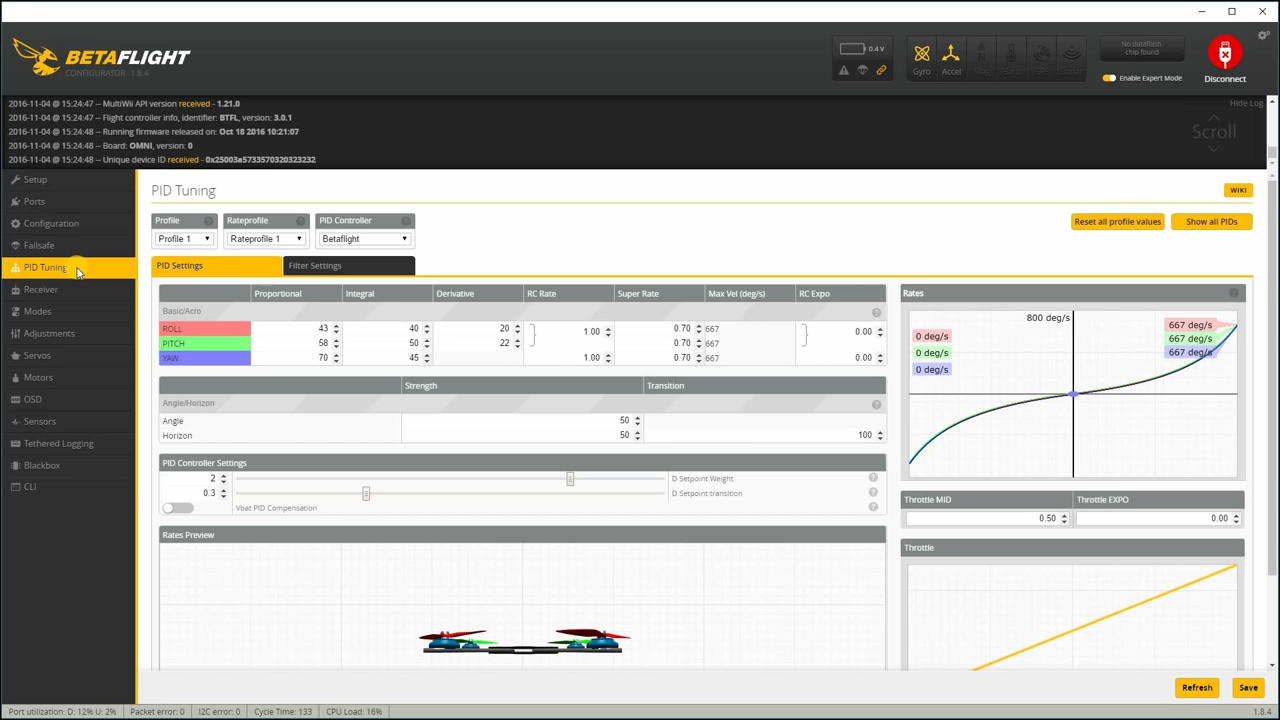 BETAFLIGHT
CONFIGURATOR 1.8.4
0.4 V
Gyro
Accel
No dataflash
chip found
Enable Expert Mode
Disconnect
2016-11-04 @ 15:24:47 -- MultiWii API version received - 1.21.0
2016-11-04 @ 15:24:47 -- Flight controller info, identifier: BTFL, version: 3.0.1
2016-11-04 @ 15:24:48 -- Running firmware released on: Oct 18 2016 10:21:07
2016-11-04 @ 15:24:48 -- Board: OMNI, version: 0
2016-11-04 @ 15:24:48 -- Unique device ID received - 0x25003a5733570320323232
Hide Log
Scroll
Setup
Ports
Configuration
Failsafe
PID Tuning
Receiver
Modes
Adjustments
Servos
Motors
OSD
Sensors
Tethered Logging
Blackbox
CLI
PID Tuning
WIKI
Profile
Rateprofile
PID Controller
Profile 1
Rateprofile 1
Betaflight
Reset all profile values
Show all PIDs
PID Settings
Filter Settings
Proportional Integral Derivative RC Rate Super Rate Max Vel (deg/s) RC Expo
Basic/Acro
ROLL 43 40 20 1.00 0.70 667 0.00
PITCH 58 50 22 0.70 667
YAW 70 45 1.00 0.70 667 0.00
Strength Transition
Angle/Horizon
Angle 50
Horizon 50 100
PID Controller Settings
2 D Setpoint Weight
0.3 D Setpoint transition
Vbat PID Compensation
Rates Preview
Rates
800 deg/s
0 deg/s
0 deg/s
0 deg/s
667 deg/s
667 deg/s
667 deg/s
Throttle MID Throttle EXPO
0.50 0.00
Throttle
Refresh
Save
Port utilization: D: 12% U: 2% Packet error: 0 I2C error: 0 Cycle Time: 133 CPU Load: 16% 1.8.4